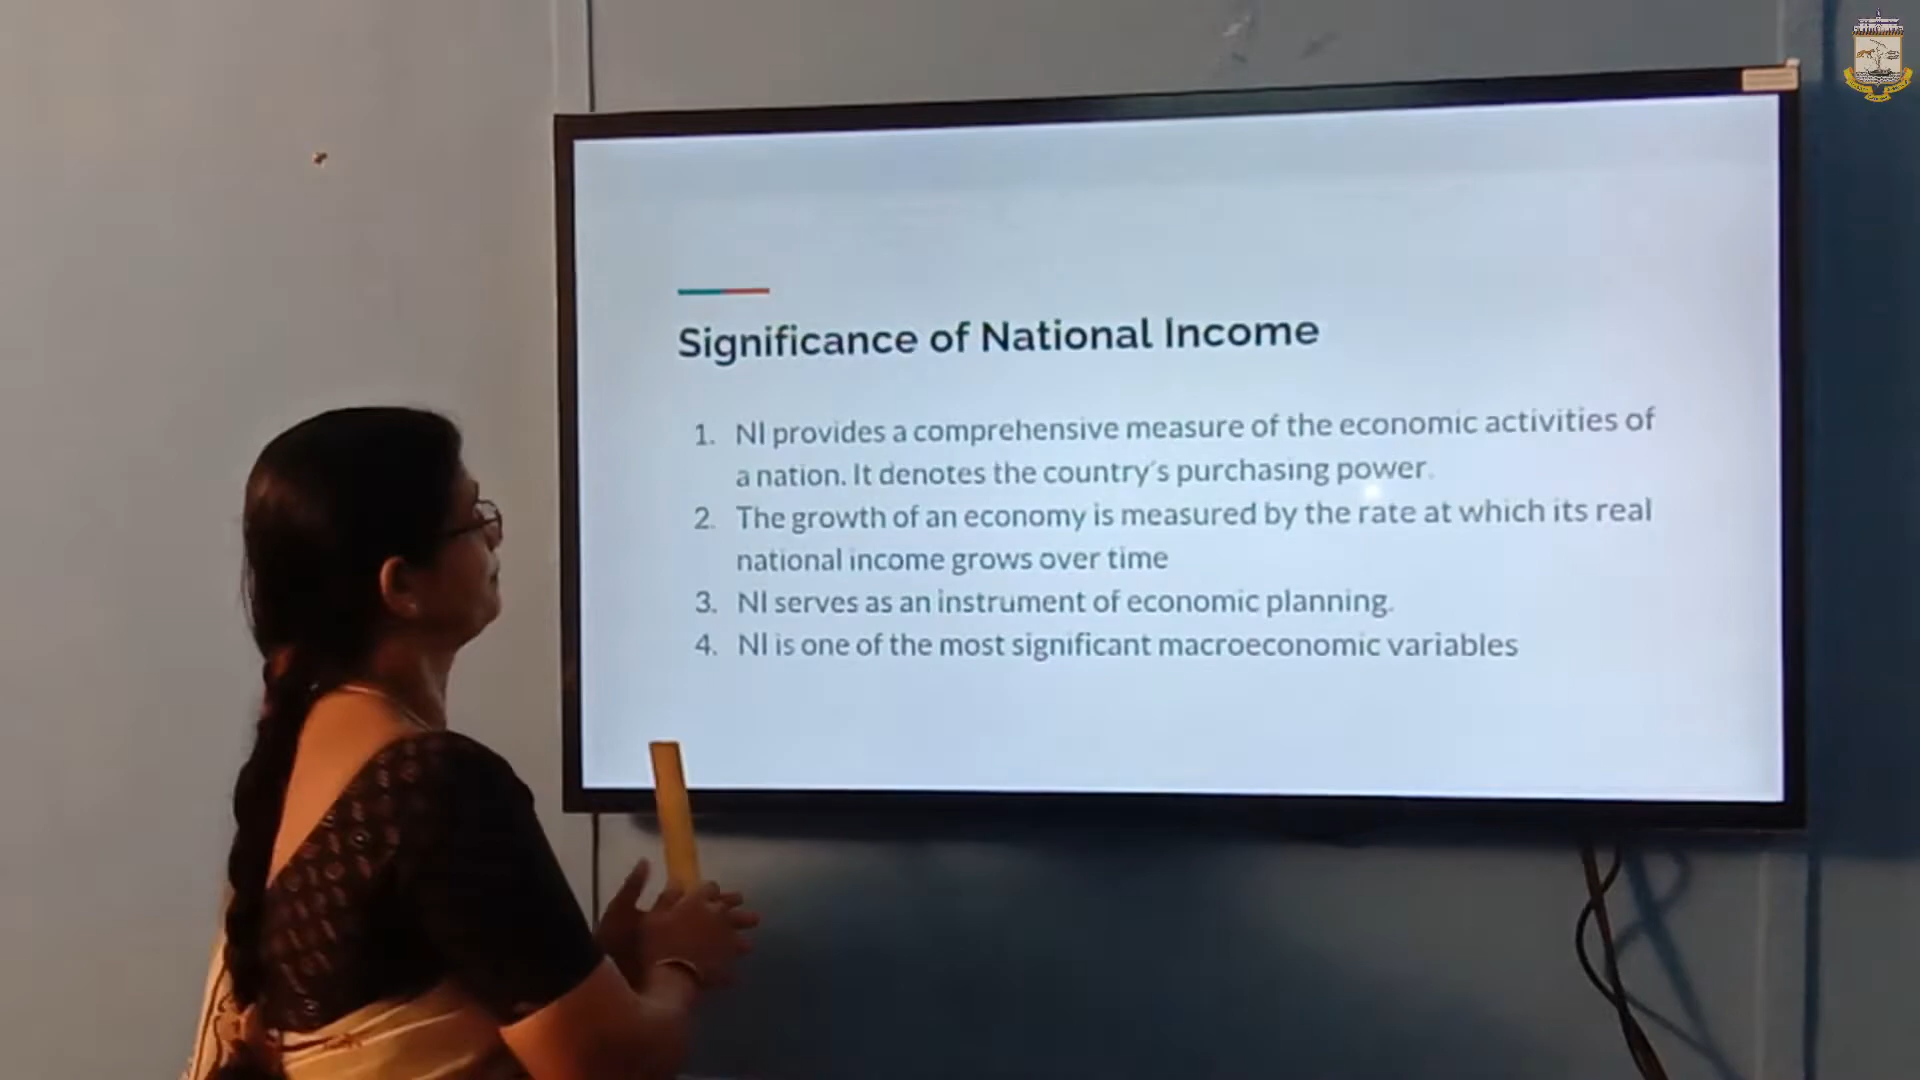 Significance of National Income
1. NI provides a comprehensive measure of the economic activities of
a nation. It denotes the country's purchasing power.
2. The growth of an economy is measured by the rate at which its real
national income grows over time
3. NI serves as an instrument of economic planning.
4. NI is one of the most significant macroeconomic variables